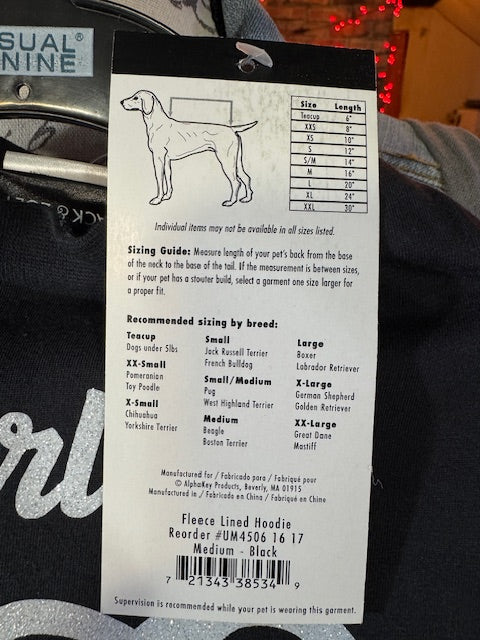 SUAL®
NINE
Size Length
Teacup 6"
XXS 8"
XS 10"
S 12"
S/M 14"
M 16"
L 20"
XL 24"
XXL 30"
Individual items may not be available in all sizes listed.
Sizing Guide: Measure length of your pet's back from the base
of the neck to the base of the tail. If the measurement is between sizes,
or if your pet has a stouter build, select a garment one size larger for
a proper fit.
Recommended sizing by breed:
Teacup
Dogs under 5lbs
XX-Small
Pomeranian
Toy Poodle
X-Small
Chihuahua
Yorkshire Terrier
Small
Jack Russell Terrier
French Bulldog
Small/Medium
Pug
West Highland Terrier
Medium
Beagle
Boston Terrier
Large
Boxer
Labrador Retriever
X-Large
German Shepherd
Golden Retriever
XX-Large
Great Dane
Mastiff
Manufactured for / Fabricado para / Fabriqué pour
© AlphaKey Products, Beverly, MA 01915
Manufactured in / Fabricado en China / Fabriqué en Chine
Fleece Lined Hoodie
Reorder #UM4506 16 17
Medium - Black
7 21343 38534 9
Supervision is recommended while your pet is wearing this garment.